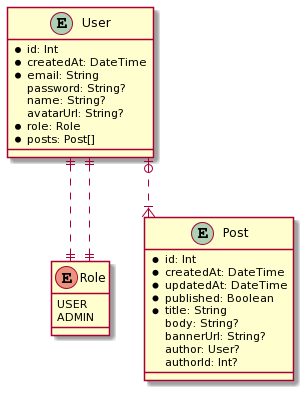 E User
id: Int
createdAt: DateTime
email: String
password: String?
name: String?
avatarUrl: String?
role: Role
posts: Post[]
E Role
USER
ADMIN
E Post
id: Int
createdAt: DateTime
updatedAt: DateTime
published: Boolean
title: String
body: String?
bannerUrl: String?
author: User?
authorId: Int?